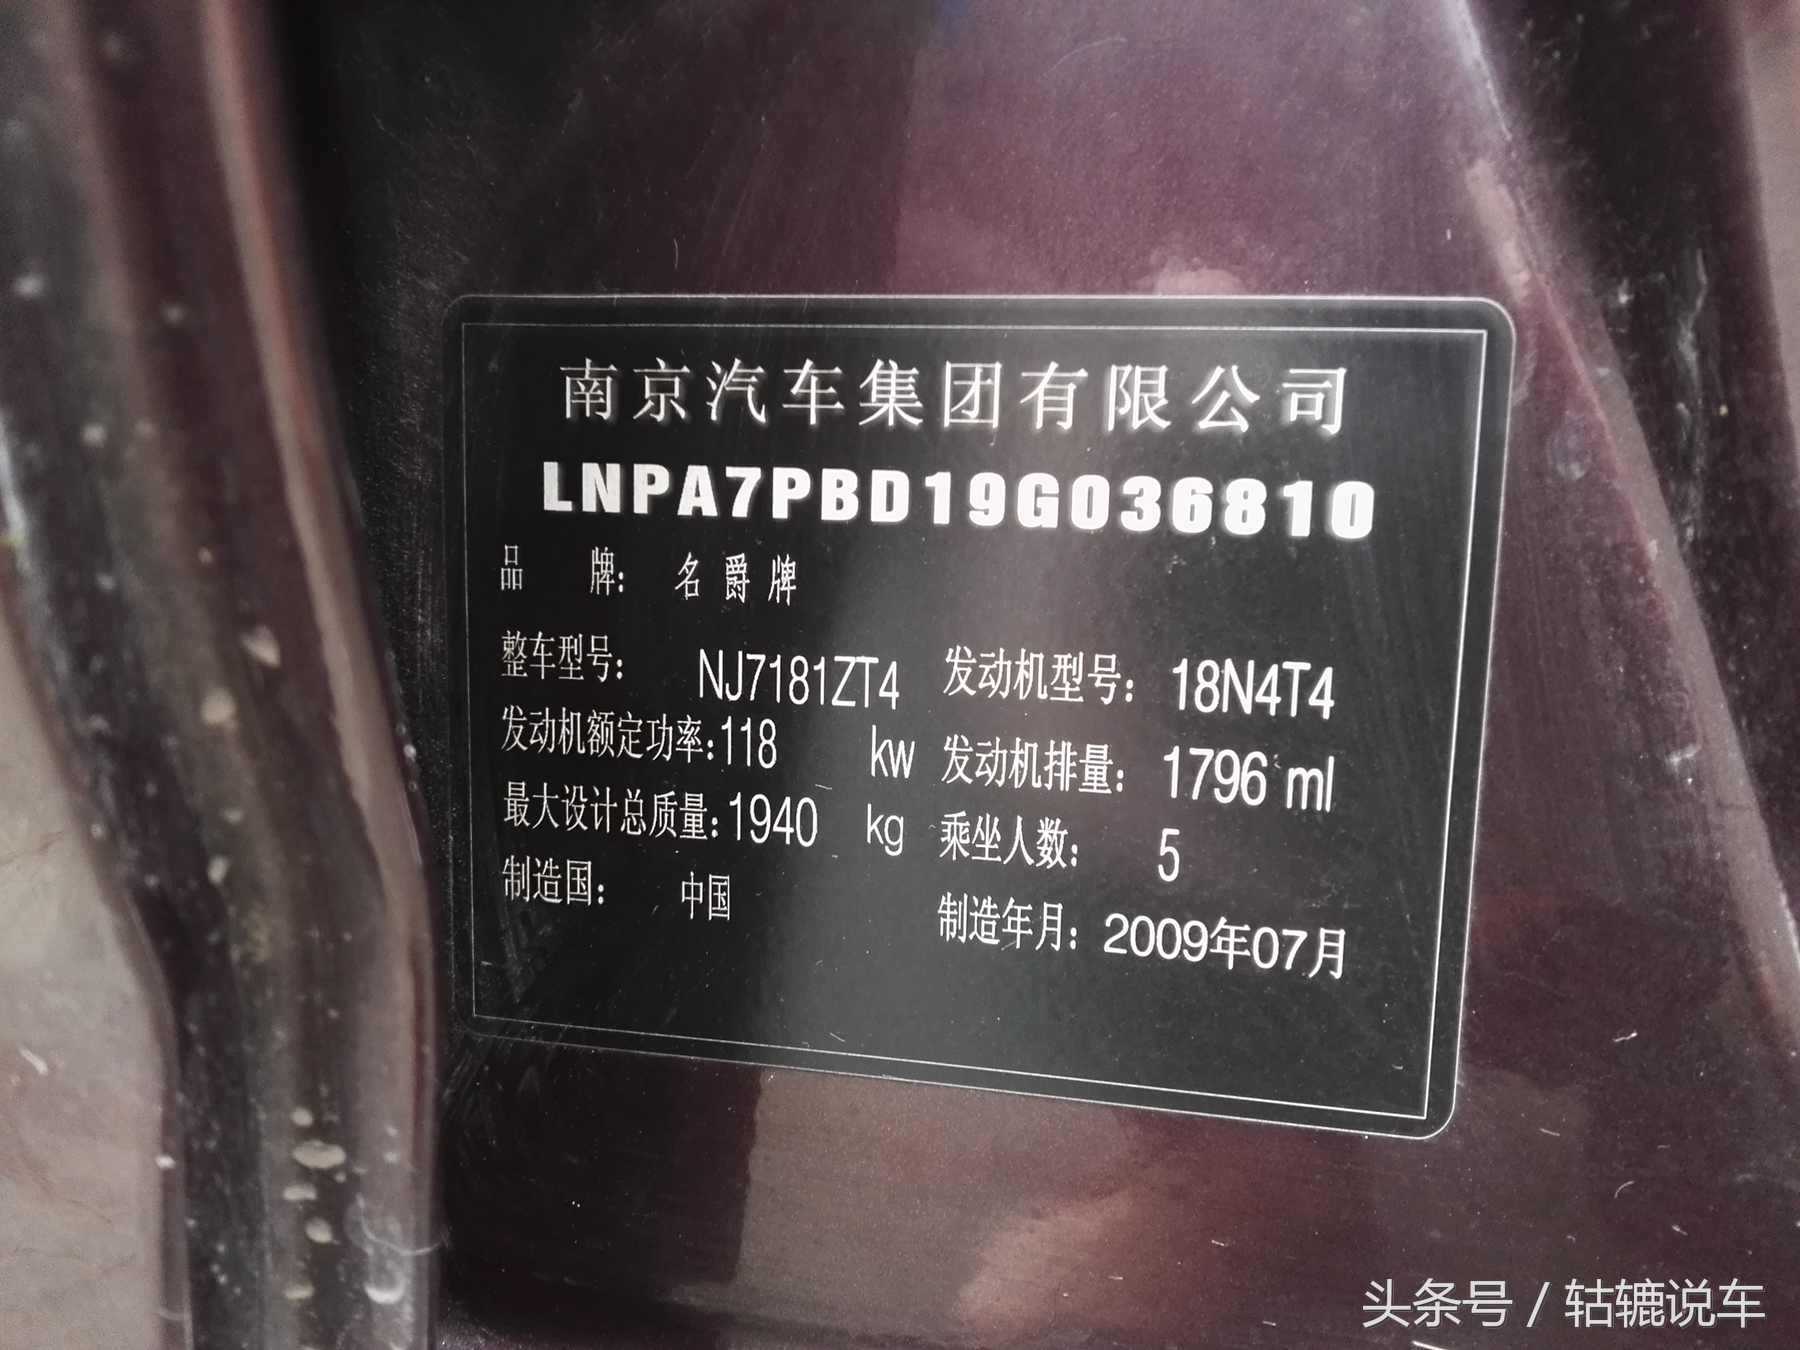 南京汽车集团有限公司
LNPA7PBD19G036810
品 牌: 名爵牌
整车型号: NJ7181ZT4 发动机型号: 18N4T4
发动机额定功率:118 kw 发动机排量: 1796 ml
最大设计总质量:1940 kg 乘坐人数: 5
制造国: 中国 制造年月: 2009年07月
头条号 / 轱辘说车